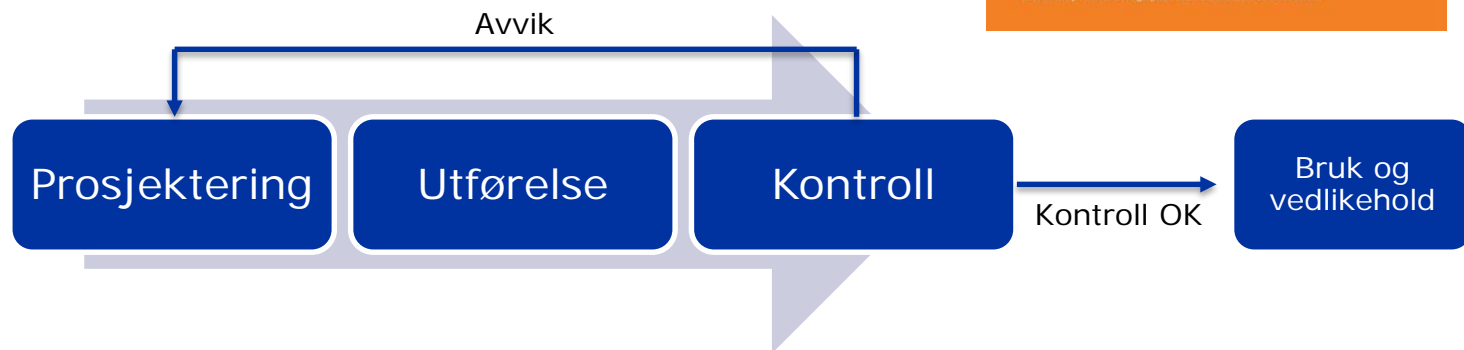 Avvik
Prosjektering
Utførelse
Kontroll
Kontroll OK
Bruk og
vedlikehold